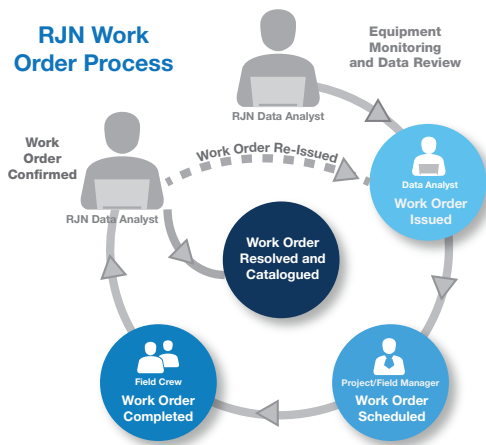 RJN Work
Order Process
Equipment
Monitoring
and Data Review
RJN Data Analyst
Work
Order
Confirmed
Work Order Re-Issued
Data Analyst
Work Order
Issued
RJN Data Analyst
Work Order
Resolved and
Catalogued
Field Crew
Work Order
Completed
Project/Field Manager
Work Order
Scheduled